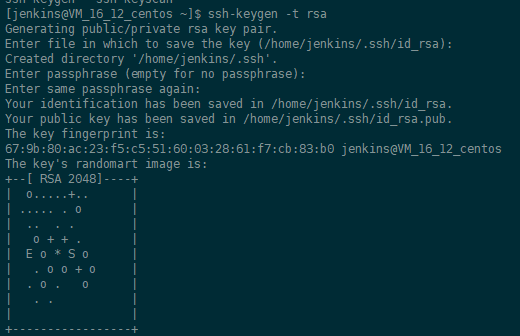 [jenkins@VM_16_12_centos ~]$ ssh-keygen -t rsa
Generating public/private rsa key pair.
Enter file in which to save the key (/home/jenkins/.ssh/id_rsa):
Created directory '/home/jenkins/.ssh'.
Enter passphrase (empty for no passphrase):
Enter same passphrase again:
Your identification has been saved in /home/jenkins/.ssh/id_rsa.
Your public key has been saved in /home/jenkins/.ssh/id_rsa.pub.
The key fingerprint is:
67:9b:80:ac:23:f5:c5:51:60:03:28:61:f7:cb:83:b0 jenkins@VM_16_12_centos
The key's randomart image is:
+--[ RSA 2048]----+
|  o.....+..      |
| ..... . o       |
|  ..  . .        |
|   o + + .       |
|  E o * S o      |
|   . o o + o     |
|  . o .   o      |
|   . .           |
|                 |
+-----------------+